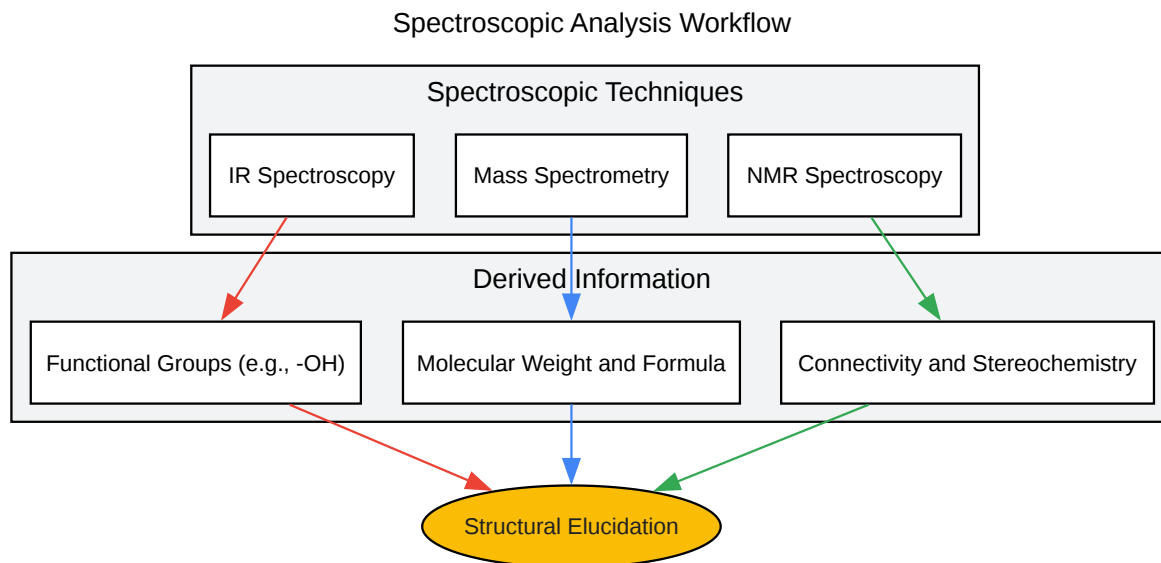 Spectroscopic Analysis Workflow
Spectroscopic Techniques
IR Spectroscopy
Mass Spectrometry
NMR Spectroscopy
Derived Information
Functional Groups (e.g., -OH)
Molecular Weight and Formula
Connectivity and Stereochemistry
Structural Elucidation